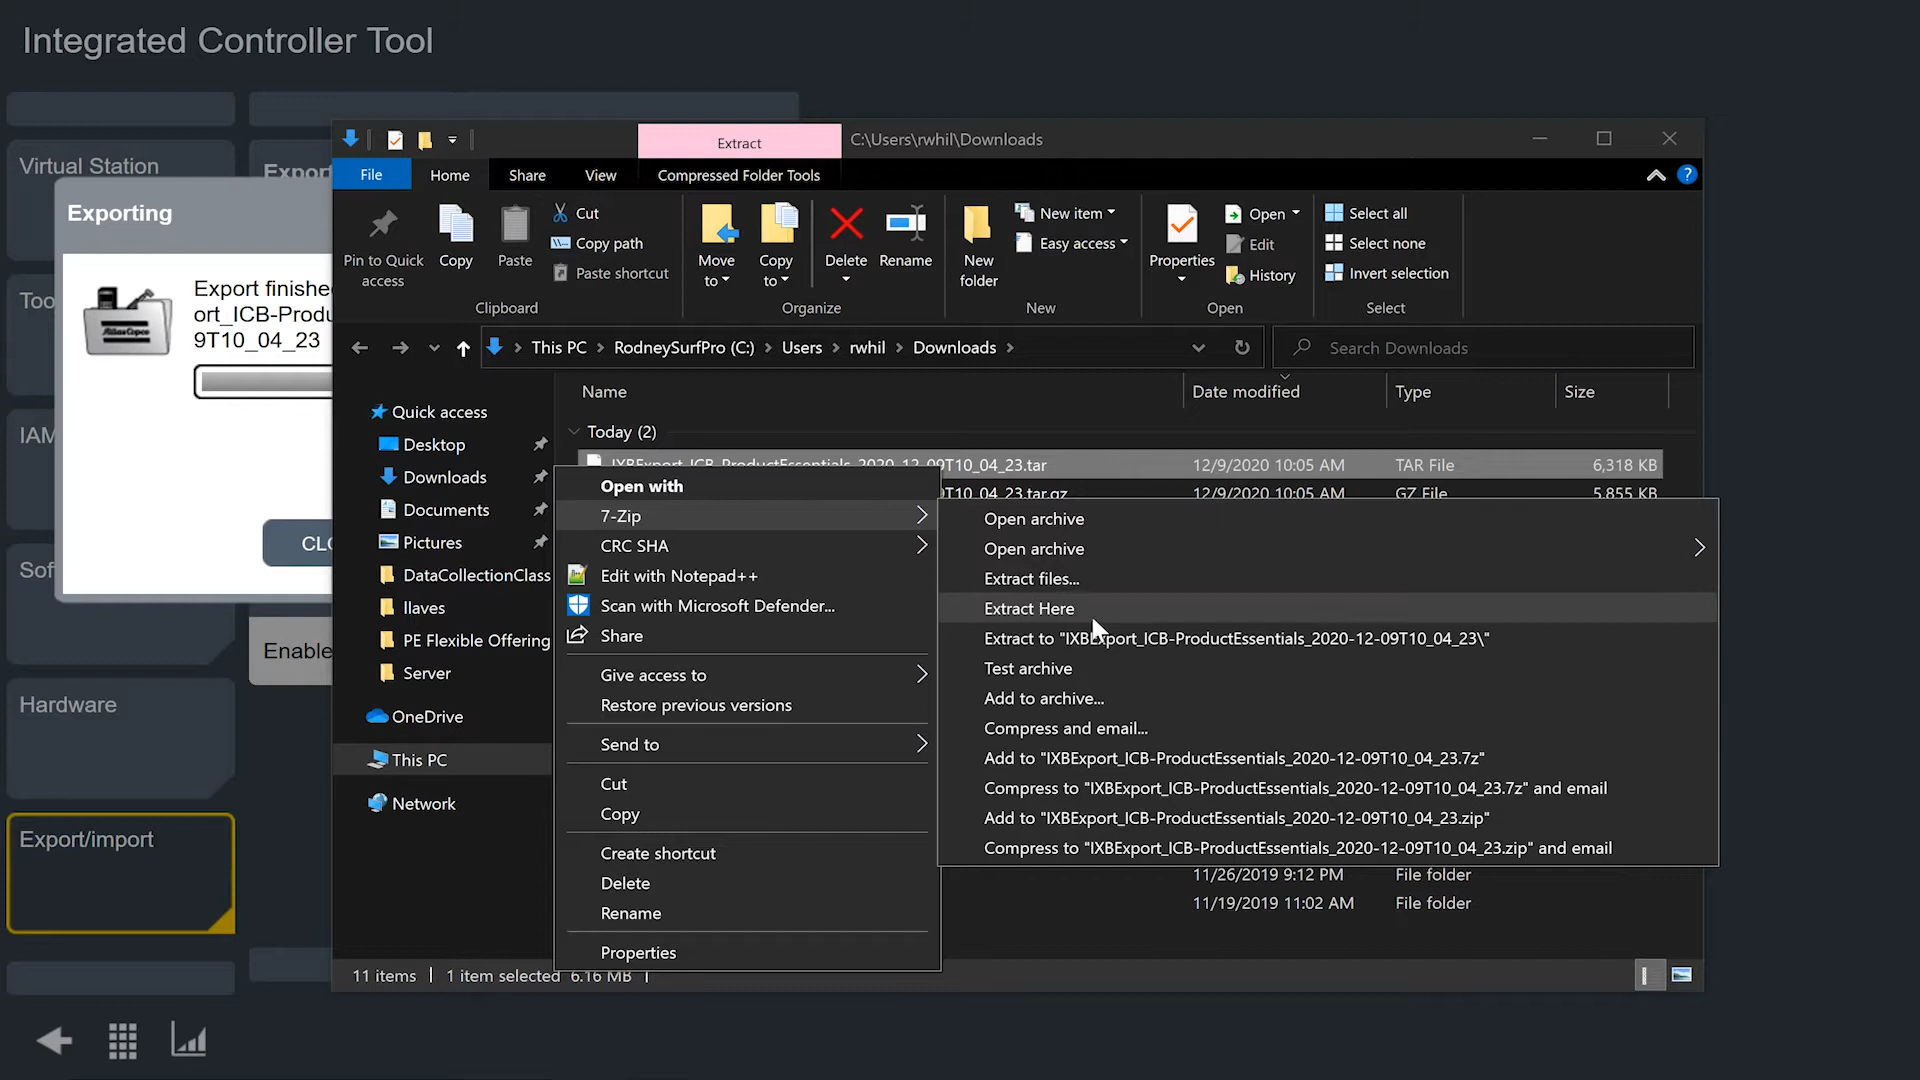 Integrated Controller Tool
Virtual Station
Export
Exporting
Export finishe
ort_ICB-Produ
9T10_04_23
AtlasCopco
Too
IAM
Sof
CLO
Enable
Hardware
Export/import
Extract
C:\Users\rwhil\Downloads
File
Home
Share
View
Compressed Folder Tools
Pin to Quick
access
Copy
Paste
Cut
Copy path
Paste shortcut
Clipboard
Move
to
Copy
to
Delete
Rename
Organize
New
folder
New item
Easy access
New
Properties
Open
Edit
History
Open
Select all
Select none
Invert selection
Select
This PC > RodneySurfPro (C:) > Users > rwhil > Downloads >
Search Downloads
Name
Date modified
Type
Size
Quick access
Desktop
Downloads
Documents
Pictures
DataCollectionClass
llaves
PE Flexible Offering
Server
OneDrive
This PC
Network
Today (2)
IXBExport_ICB-ProductEssentials_2020-12-09T10_04_23.tar 12/9/2020 10:05 AM TAR File 6,318 KB
T10_04_23.tar.gz 12/9/2020 10:05 AM GZ File 5,855 KB
Open with
7-Zip
CRC SHA
Edit with Notepad++
Scan with Microsoft Defender...
Share
Give access to
Restore previous versions
Send to
Cut
Copy
Create shortcut
Delete
Rename
Properties
Open archive
Open archive
Extract files...
Extract Here
Extract to "IXBExport_ICB-ProductEssentials_2020-12-09T10_04_23\"
Test archive
Add to archive...
Compress and email...
Add to "IXBExport_ICB-ProductEssentials_2020-12-09T10_04_23.7z"
Compress to "IXBExport_ICB-ProductEssentials_2020-12-09T10_04_23.7z" and email
Add to "IXBExport_ICB-ProductEssentials_2020-12-09T10_04_23.zip"
Compress to "IXBExport_ICB-ProductEssentials_2020-12-09T10_04_23.zip" and email
11/26/2019 9:12 PM File folder
11/19/2019 11:02 AM File folder
11 items
1 item selected 6.16 MB